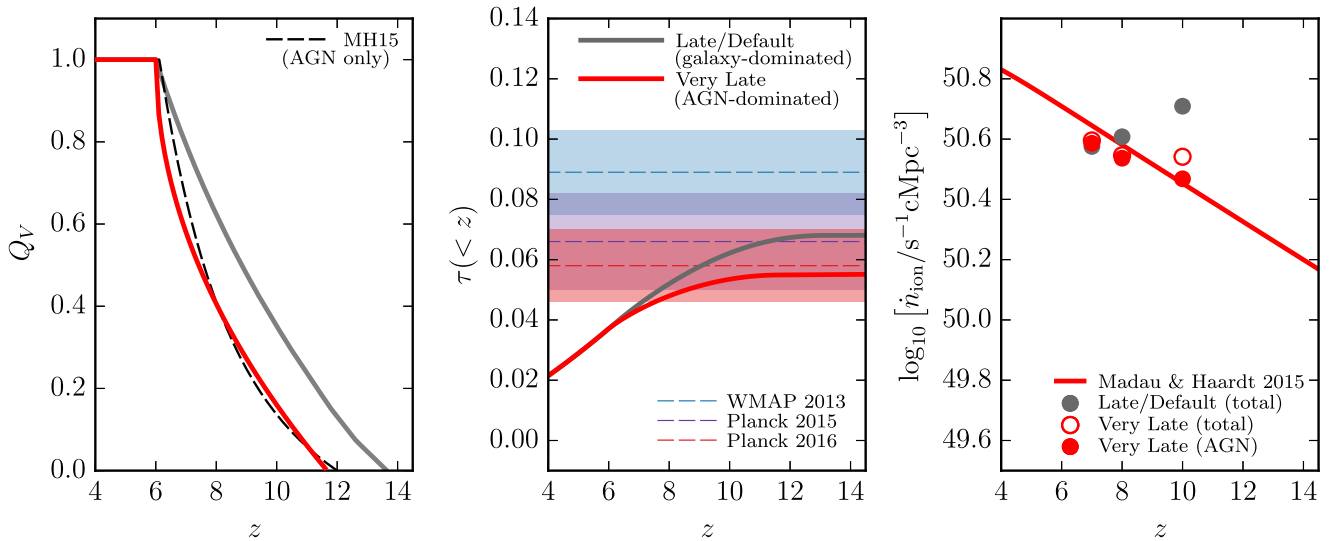 MH15
(AGN only)
1.0
0.8
0.6
0.4
0.2
0.0
Q_V
4 6 8 10 12 14
z
Late/Default
(galaxy-dominated)
Very Late
(AGN-dominated)
0.14
0.12
0.10
0.08
0.06
0.04
0.02
0.00
τ(< z)
WMAP 2013
Planck 2015
Planck 2016
4 6 8 10 12 14
z
50.8
50.6
50.4
50.2
50.0
49.8
49.6
log₁₀ [ṅ_ion/s⁻¹cMpc⁻³]
Madau & Haardt 2015
Late/Default (total)
Very Late (total)
Very Late (AGN)
4 6 8 10 12 14
z